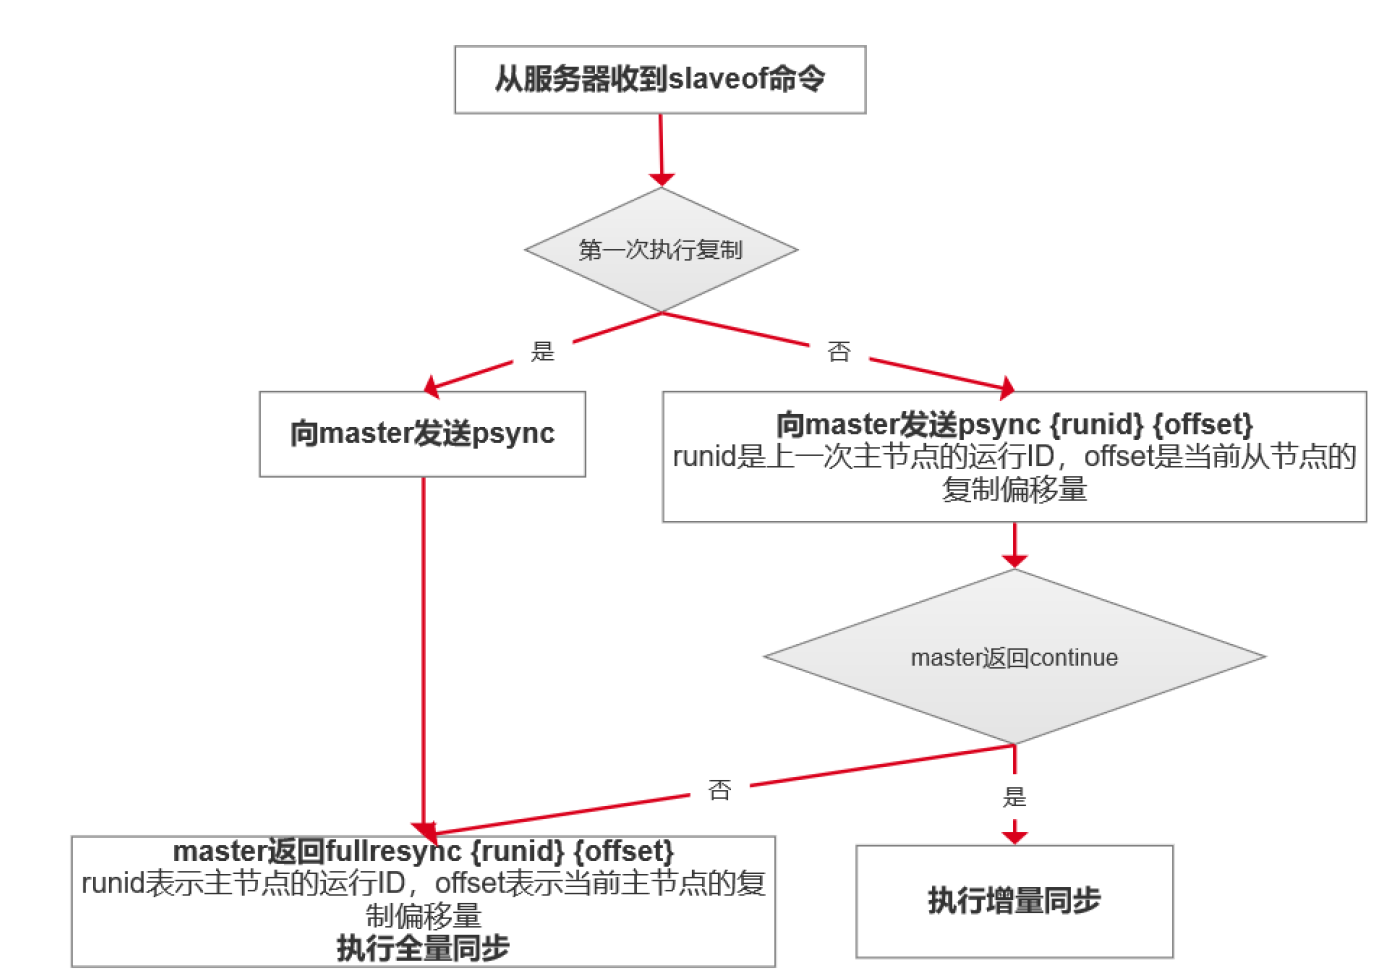 从服务器收到slaveof命令
第一次执行复制
是
否
向master发送psync
向master发送psync {runid} {offset}
runid是上一次主节点的运行ID，offset是当前从节点的
复制偏移量
master返回continue
否
是
master返回fullresync {runid} {offset}
runid表示主节点的运行ID，offset表示当前主节点的复
制偏移量
执行全量同步
执行增量同步